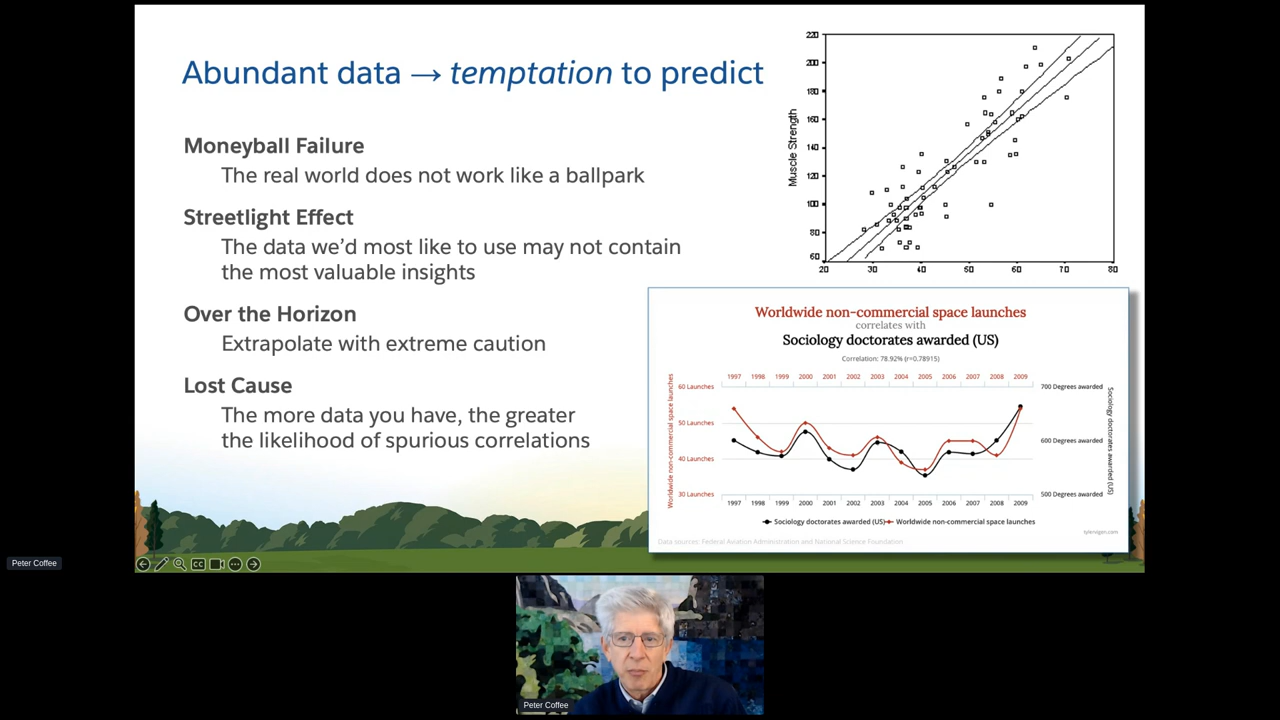 Abundant data → temptation to predict
Moneyball Failure
The real world does not work like a ballpark
Streetlight Effect
The data we’d most like to use may not contain
the most valuable insights
Over the Horizon
Extrapolate with extreme caution
Lost Cause
The more data you have, the greater
the likelihood of spurious correlations
Muscle Strength
220
200
180
160
140
120
100
80
60
20 30 40 50 60 70 80
Worldwide non-commercial space launches
correlates with
Sociology doctorates awarded (US)
Correlation: 78.92% (r=0.78915)
1997 1998 1999 2000 2001 2002 2003 2004 2005 2006 2007 2008 2009
Worldwide non-commercial space launches
60 Launches
50 Launches
40 Launches
30 Launches
700 Degrees awarded
600 Degrees awarded
500 Degrees awarded
Sociology doctorates awarded (US)
1997 1998 1999 2000 2001 2002 2003 2004 2005 2006 2007 2008 2009
Sociology doctorates awarded (US) Worldwide non-commercial space launches
tylervigen.com
Data sources: Federal Aviation Administration and National Science Foundation
CC
Peter Coffee
Peter Coffee